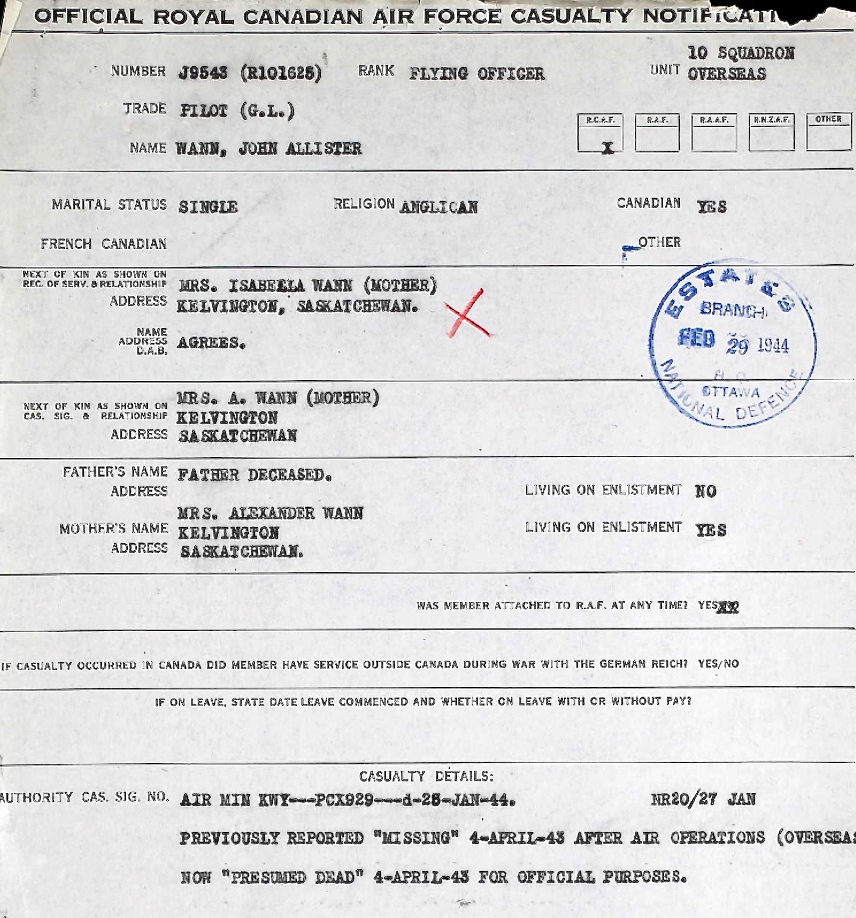 OFFICIAL ROYAL CANADIAN AIR FORCE CASUALTY NOTIFICATI
10 SQUADRON
NUMBER J9543 (R101625) RANK FLYING OFFICER UNIT OVERSEAS
TRADE PILOT (G.L.)
R.C.A.F. R.A.F. R.A.A.F. R.N.Z.A.F. OTHER
NAME WANN, JOHN ALLISTER X
MARITAL STATUS SINGLE RELIGION ANGLICAN CANADIAN YES
FRENCH CANADIAN OTHER
NEXT OF KIN AS SHOWN ON
REC. OF SERV. & RELATIONSHIP MRS. ISABELLA WANN (MOTHER)
ADDRESS KELVINGTON, SASKATCHEWAN.
NAME
ADDRESS AGREES.
D.A.B.
ESTATES
BRANCH
FEB 29 1944
OTTAWA
NATIONAL DEFENCE
MRS. A. WANN (MOTHER)
NEXT OF KIN AS SHOWN ON
CAS. SIG. & RELATIONSHIP KELVINGTON
ADDRESS SASKATCHEWAN
FATHER'S NAME FATHER DECEASED.
ADDRESS LIVING ON ENLISTMENT NO
MRS. ALEXANDER WANN
MOTHER'S NAME KELVINGTON LIVING ON ENLISTMENT YES
ADDRESS SASKATCHEWAN.
WAS MEMBER ATTACHED TO R.A.F. AT ANY TIME? YES
IF CASUALTY OCCURRED IN CANADA DID MEMBER HAVE SERVICE OUTSIDE CANADA DURING WAR WITH THE GERMAN REICH? YES/NO
IF ON LEAVE, STATE DATE LEAVE COMMENCED AND WHETHER ON LEAVE WITH OR WITHOUT PAY?
CASUALTY DETAILS:
AUTHORITY CAS. SIG. NO. AIR MIN KWY---PCX929---d-25-JAN-44. NR20/27 JAN
PREVIOUSLY REPORTED "MISSING" 4-APRIL-43 AFTER AIR OPERATIONS (OVERSEAS
NOW "PRESUMED DEAD" 4-APRIL-43 FOR OFFICIAL PURPOSES.